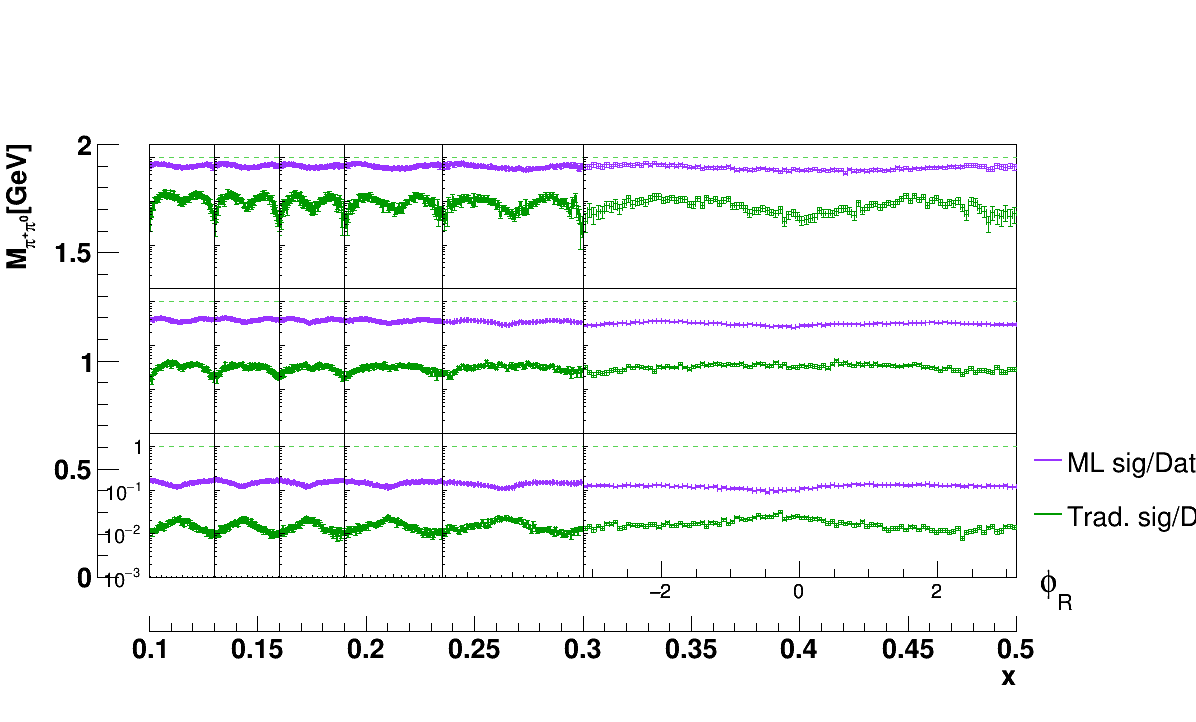 M_{π⁺π⁰}[GeV]
2
1.5
1
0.5
0
1
10⁻¹
10⁻²
10⁻³
ML sig/Dat
Trad. sig/D
−2 0 2
ϕ_R
0.1 0.15 0.2 0.25 0.3 0.35 0.4 0.45 0.5
x